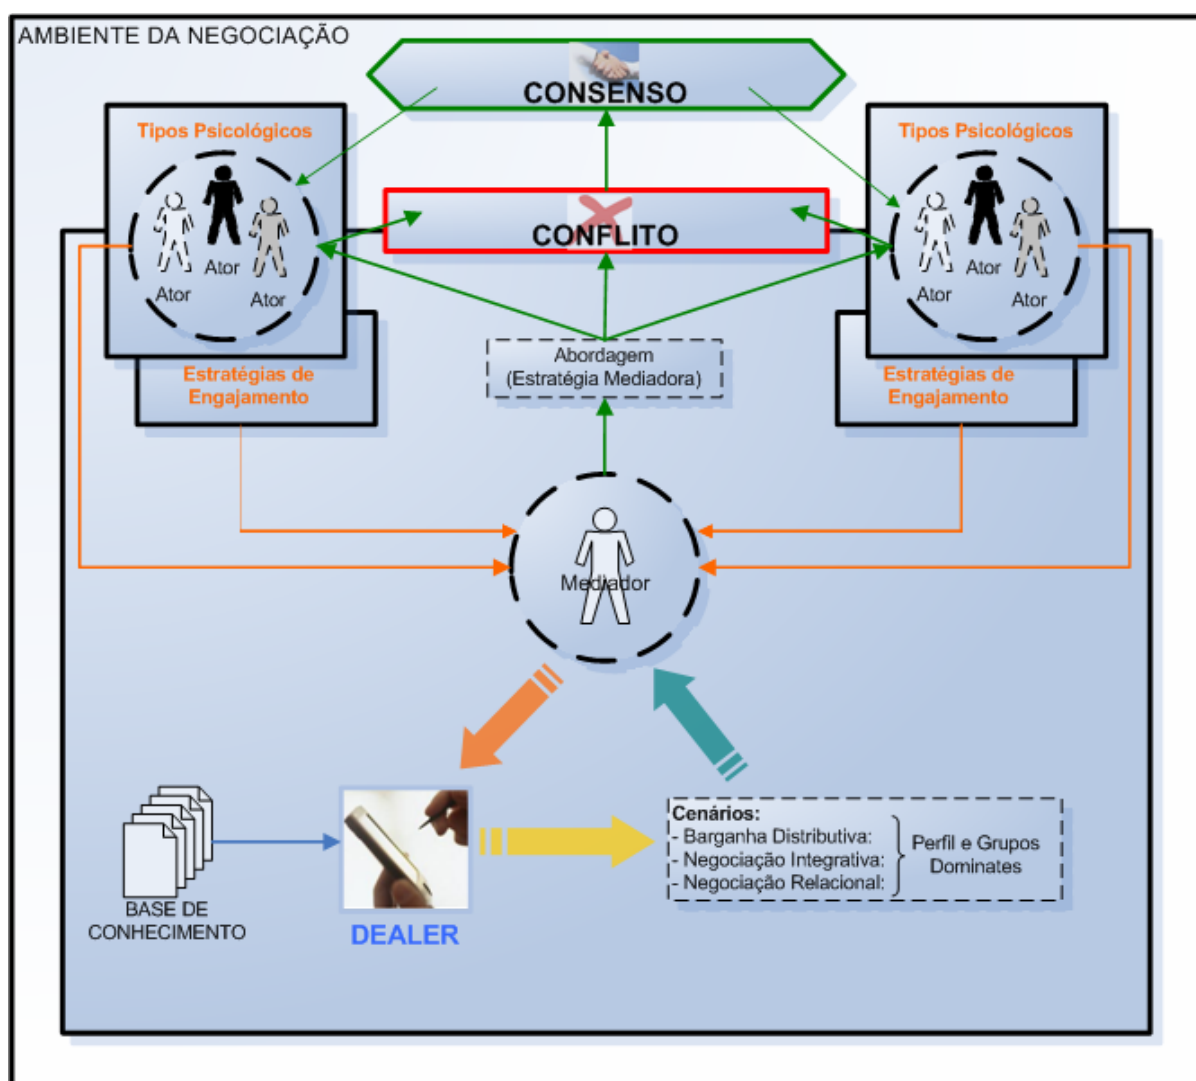 AMBIENTE DA NEGOCIAÇÃO
CONSENSO
Tipos Psicológicos
Ator
Ator
Ator
Tipos Psicológicos
Ator
Ator
Ator
CONFLITO
Estratégias de
Engajamento
Abordagem
(Estratégia Mediadora)
Estratégias de
Engajamento
Mediador
BASE DE
CONHECIMENTO
DEALER
Cenários:
- Barganha Distributiva:
- Negociação Integrativa:
- Negociação Relacional:
Perfil e Grupos
Dominates